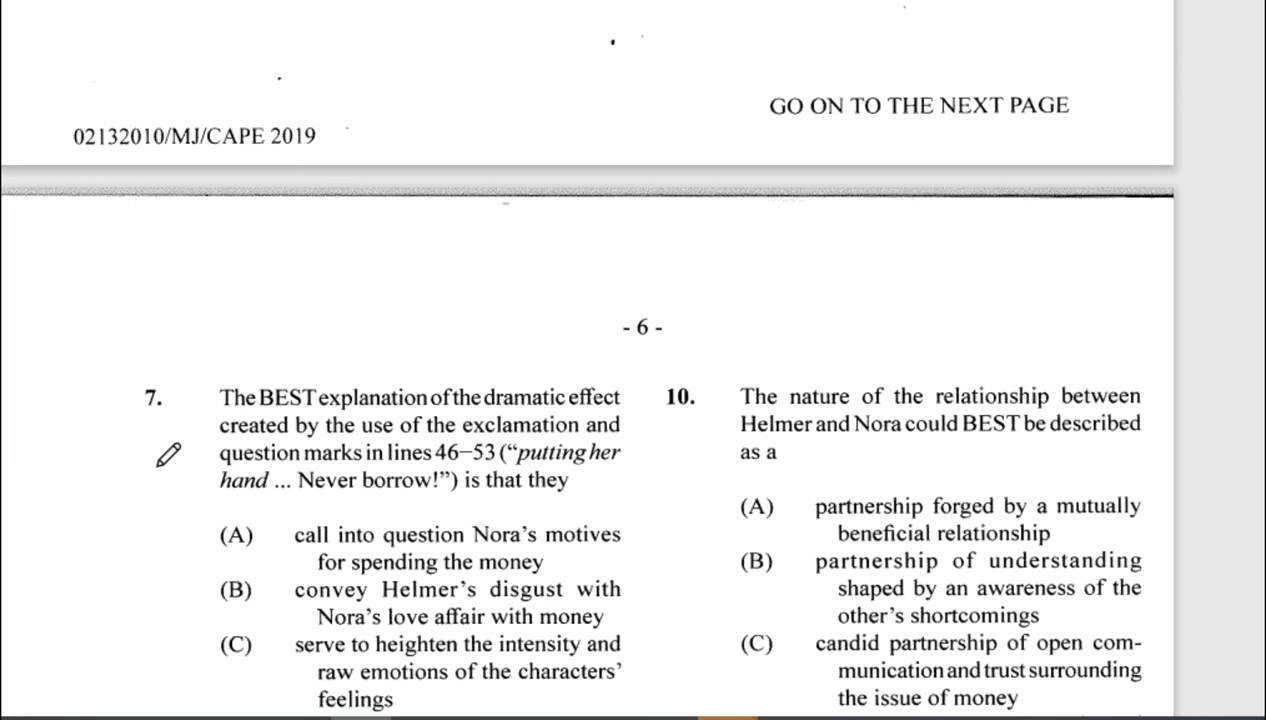 GO ON TO THE NEXT PAGE
02132010/MJ/CAPE 2019
- 6 -
7. The BEST explanation of the dramatic effect
created by the use of the exclamation and
question marks in lines 46–53 (“putting her
hand ... Never borrow!”) is that they
(A) call into question Nora’s motives
for spending the money
(B) convey Helmer’s disgust with
Nora’s love affair with money
(C) serve to heighten the intensity and
raw emotions of the characters’
feelings
10. The nature of the relationship between
Helmer and Nora could BEST be described
as a
(A) partnership forged by a mutually
beneficial relationship
(B) partnership of understanding
shaped by an awareness of the
other’s shortcomings
(C) candid partnership of open com-
munication and trust surrounding
the issue of money